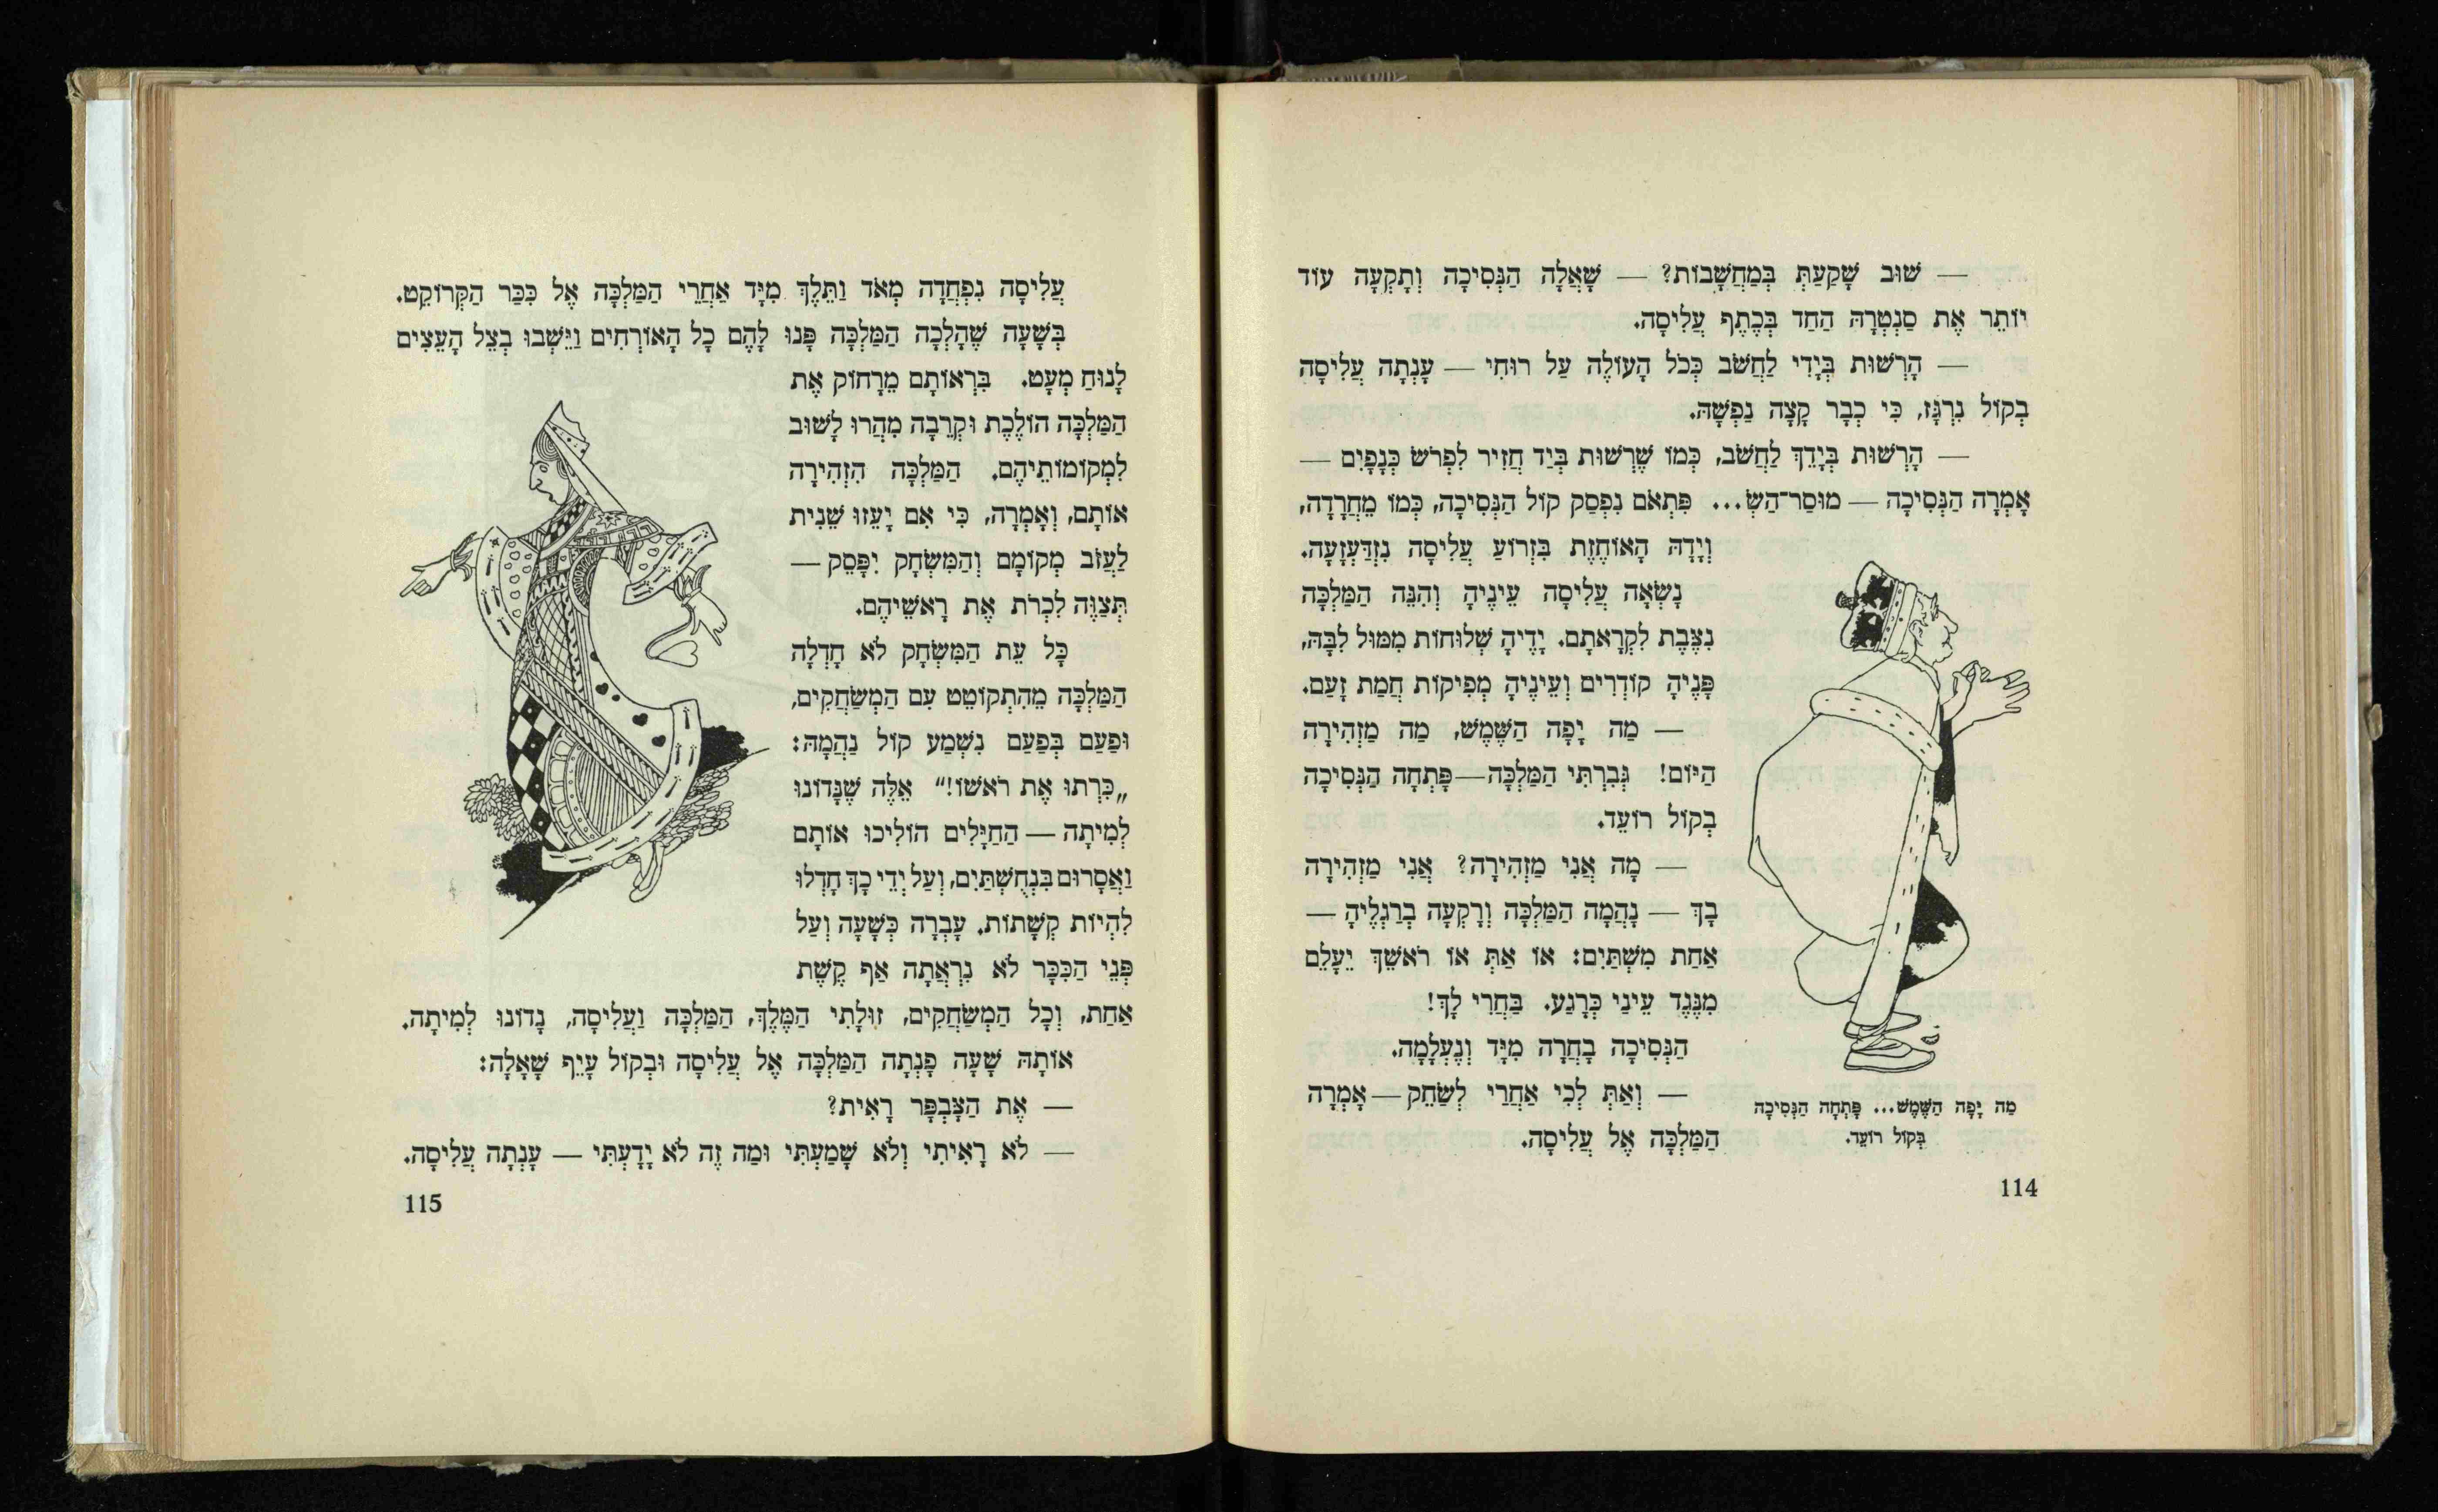 — שׁוּב שָׁקַעַתְּ בְּמַחֲשָׁבוֹת? — שָׁאֲלָה הַנְּסִיכָה וְתָקְעָה עוֹד
יוֹתֵר אֶת סַנְטְרָהּ הַחַד בְּכֶתֶף עֲלִיסָה.
— הָרְשׁוּת בְּיָדִי לַחֲשֹׁב כְּכֹל הָעוֹלֶה עַל רוּחִי — עָנְתָה עֲלִיסָה
בְּקוֹל נִרְגָּז, כִּי כְבָר קָצָה נַפְשָׁהּ.
— הָרְשׁוּת בְּיָדֵךְ לַחֲשֹׁב, כְּמוֹ שֶׁרְשׁוּת בְּיַד חֲזִיר לִפְרֹשׂ כְּנָפַיִם —
אָמְרָה הַנְּסִיכָה — מוּסַר־הַשׂ... פִּתְאֹם נִפְסַק קוֹל הַנְּסִיכָה, כְּמוֹ מֵחֲרָדָה,
וְיָדָהּ הָאוֹחֶזֶת בִּזְרוֹעַ עֲלִיסָה נִזְדַּעְזָעָה.
נָשְׂאָה עֲלִיסָה עֵינֶיהָ וְהִנֵּה הַמַּלְכָּה
נִצֶּבֶת לִקְרָאתָם. יָדֶיהָ שְׁלוּחוֹת מִמּוּל לִבָּהּ,
פָּנֶיהָ קוֹדְרִים וְעֵינֶיהָ מְפִיקוֹת חֲמַת זָעַם.
— מַה יָּפָה הַשֶּׁמֶשׁ, מַה מַּזְהִירָה
הַיּוֹם! גְּבִרְתִּי הַמַּלְכָּה—פָּתְחָה הַנְּסִיכָה
בְּקוֹל רוֹעֵד.
— מָה אֲנִי מַזְהִירָה? אֲנִי מַזְהִירָה
בָּךְ — נָהֲמָה הַמַּלְכָּה וְרָקְעָה בְרַגְלֶיהָ —
אַחַת מִשְׁתַּיִם: אוֹ אַתְּ אוֹ רֹאשֵׁךְ יֵעָלֵם
מִנֶּגֶד עֵינַי כְּרָגַע. בַּחֲרִי לָךְ!
הַנְּסִיכָה בָחֲרָה מִיָּד וְנֶעֶלְמָה.
— וְאַתְּ לְכִי אַחֲרַי לְשַׂחֵק—אָמְרָה
הַמַּלְכָּה אֶל עֲלִיסָה.
מַה יָּפָה הַשֶּׁמֶשׁ... פָּתְחָה הַנְּסִיכָה
בְּקוֹל רוֹעֵד.
114
עֲלִיסָה נִפְחֲדָה מְאֹד וַתֵּלֶךְ מִיָּד אַחֲרֵי הַמַּלְכָּה אֶל כִּכַּר הַקְּרוֹקֶט.
בְּשָׁעָה שֶׁהָלְכָה הַמַּלְכָּה פָּנוּ לָהֶם כָּל הָאוֹרְחִים וַיֵּשְׁבוּ בְצֵל הָעֵצִים
לָנוּחַ מְעָט. בִּרְאוֹתָם מֵרָחוֹק אֶת
הַמַּלְכָּה הוֹלֶכֶת וּקְרֵבָה מִהֲרוּ לָשׁוּב
לִמְקוֹמוֹתֵיהֶם. הַמַּלְכָּה הִזְהִירָה
אוֹתָם, וְאָמְרָה, כִּי אִם יָעֵזוּ שֵׁנִית
לַעֲזֹב מְקוֹמָם וְהַמִּשְׂחָק יִפָּסֵק —
תְּצַוֶּה לִכְרֹת אֶת רָאשֵׁיהֶם.
כָּל עֵת הַמִּשְׂחָק לֹא חָדְלָה
הַמַּלְכָּה מֵהִתְקוֹטֵט עִם הַמְשַׂחֲקִים,
וּפַעַם בְּפַעַם נִשְׁמַע קוֹל נַהֲמָהּ:
„כִּרְתוּ אֶת רֹאשׁוֹ!" אֵלֶּה שֶׁנָּדוֹנוּ
לְמִיתָה — הַחַיָּלִים הוֹלִיכוּ אוֹתָם
וַאֲסָרוּם בִּנְחֻשְׁתַּיִם, וְעַל יְדֵי כָךְ חָדְלוּ
לִהְיוֹת קְשָׁתוֹת. עָבְרָה כְּשָׁעָה וְעַל
פְּנֵי הַכִּכָּר לֹא נִרְאֲתָה אַף קֶשֶׁת
אַחַת, וְכָל הַמְשַׂחֲקִים, זוּלָתִי הַמֶּלֶךְ, הַמַּלְכָּה וַעֲלִיסָה, נָדוֹנוּ לְמִיתָה.
אוֹתָהּ שָׁעָה פָנְתָה הַמַּלְכָּה אֶל עֲלִיסָה וּבְקוֹל עָיֵף שָׁאָלָה:
— אֶת הַצָּבְפָּר רָאִית?
— לֹא רָאִיתִי וְלֹא שָׁמַעְתִּי וּמַה זֶּה לֹא יָדָעְתִּי — עָנְתָה עֲלִיסָה.
115